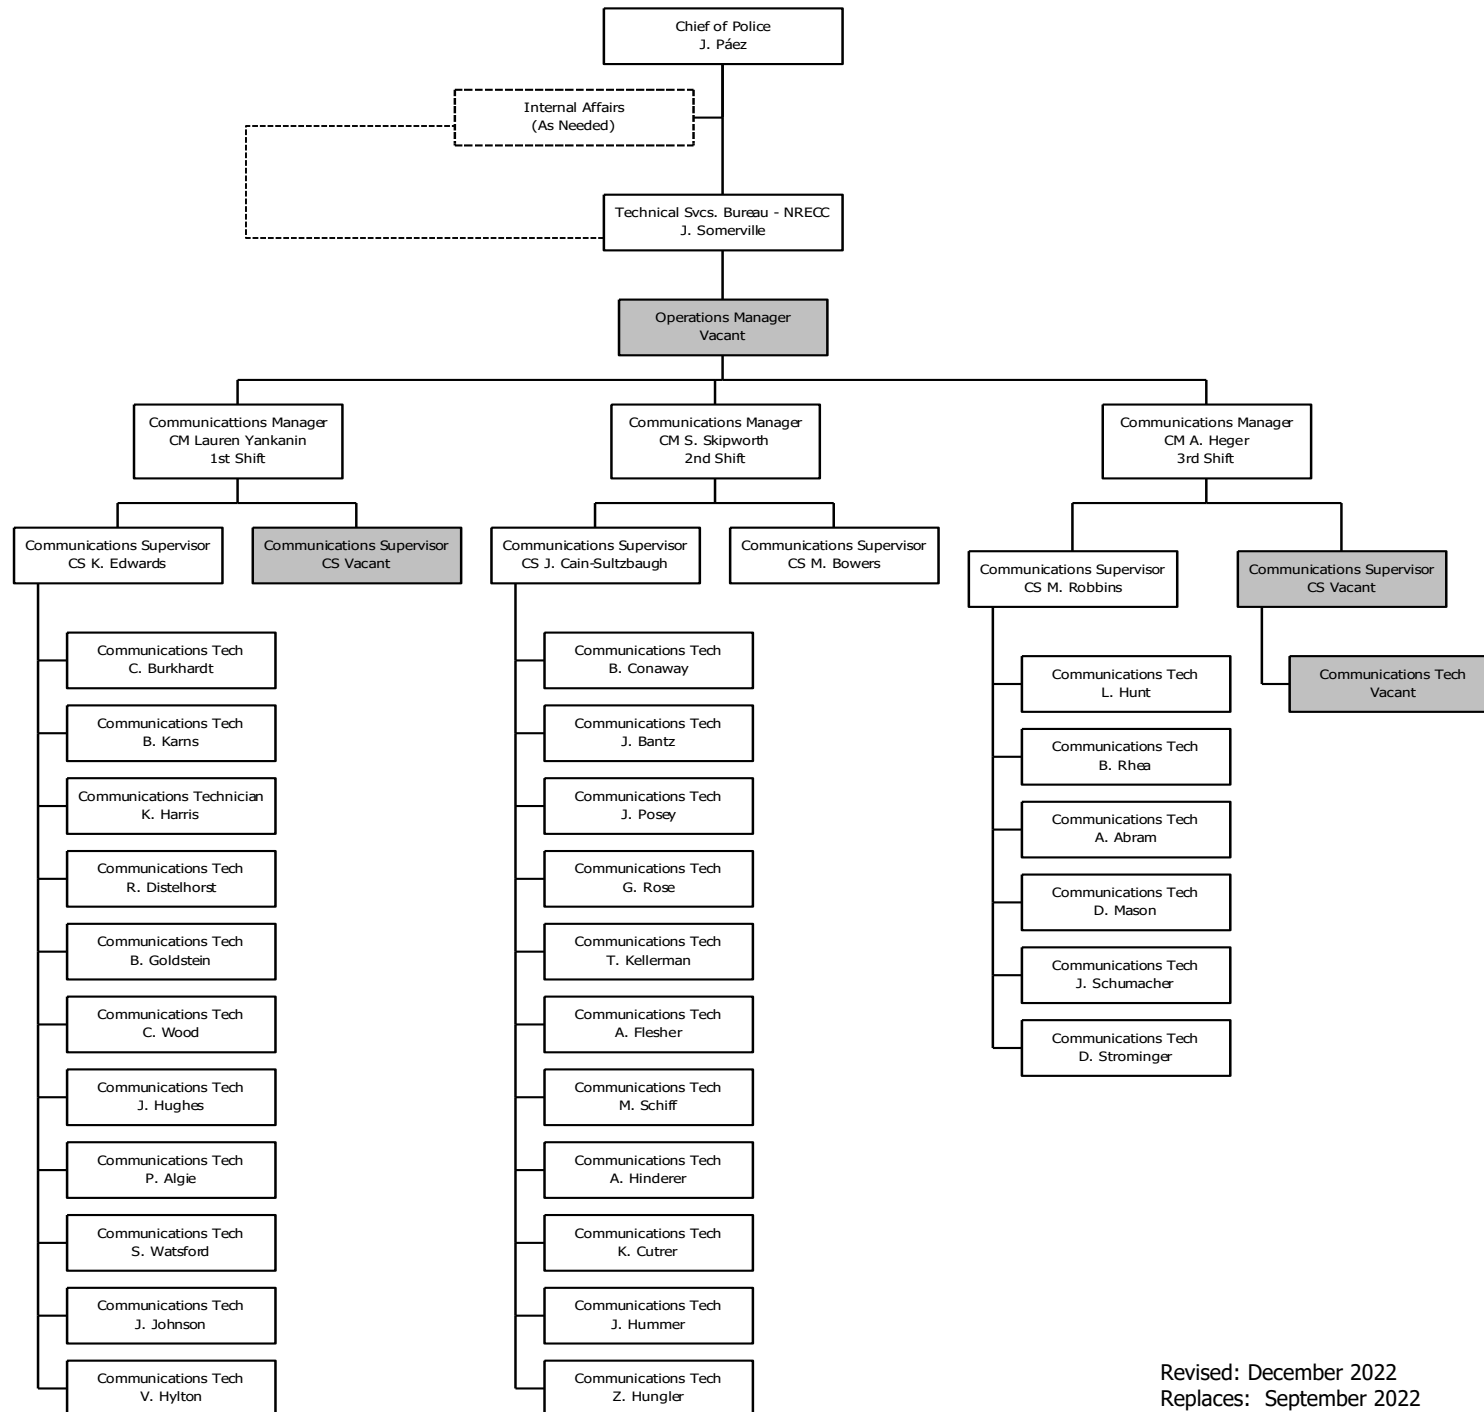 Chief of Police
J. Páez
Internal Affairs
(As Needed)
Technical Svcs. Bureau - NRECC
J. Somerville
Operations Manager
Vacant
Communicattions Manager
CM Lauren Yankanin
1st Shift
Communications Manager
CM S. Skipworth
2nd Shift
Communications Manager
CM A. Heger
3rd Shift
Communications Supervisor
CS K. Edwards
Communications Supervisor
CS Vacant
Communications Supervisor
CS J. Cain-Sultzbaugh
Communications Supervisor
CS M. Bowers
Communications Supervisor
CS M. Robbins
Communications Supervisor
CS Vacant
Communications Tech
C. Burkhardt
Communications Tech
B. Karns
Communications Technician
K. Harris
Communications Tech
R. Distelhorst
Communications Tech
B. Goldstein
Communications Tech
C. Wood
Communications Tech
J. Hughes
Communications Tech
P. Algie
Communications Tech
S. Watsford
Communications Tech
J. Johnson
Communications Tech
V. Hylton
Communications Tech
B. Conaway
Communications Tech
J. Bantz
Communications Tech
J. Posey
Communications Tech
G. Rose
Communications Tech
T. Kellerman
Communications Tech
A. Flesher
Communications Tech
M. Schiff
Communications Tech
A. Hinderer
Communications Tech
K. Cutrer
Communications Tech
J. Hummer
Communications Tech
Z. Hungler
Communications Tech
L. Hunt
Communications Tech
B. Rhea
Communications Tech
A. Abram
Communications Tech
D. Mason
Communications Tech
J. Schumacher
Communications Tech
D. Strominger
Communications Tech
Vacant
Revised: December 2022
Replaces: September 2022